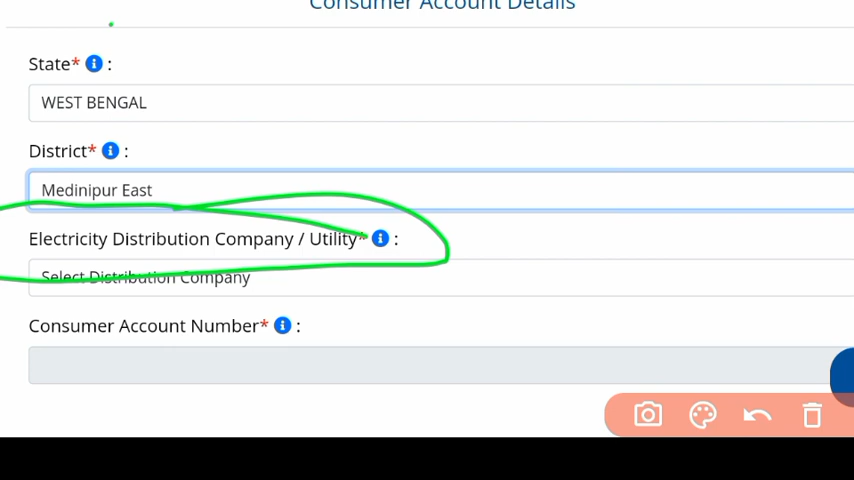 Consumer Account Details
State* :
WEST BENGAL
District* :
Medinipur East
Electricity Distribution Company / Utility* :
Select Distribution Company
Consumer Account Number* :